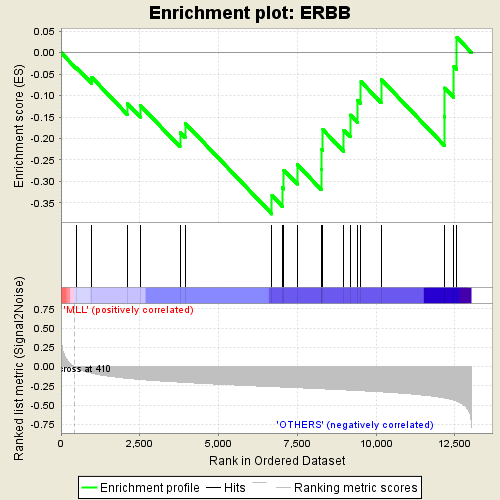 Enrichment plot: ERBB
Enrichment score (ES)
0.05
0.00
-0.05
-0.10
-0.15
-0.20
-0.25
-0.30
-0.35
Ranked list metric (Signal2Noise)
'MLL' (positively correlated)
0.75
0.50
0.25
0.00
-0.25
-0.50
-0.75
cross at 410
'OTHERS' (negatively correlated)
0 2,500 5,000 7,500 10,000 12,500
Rank in Ordered Dataset
Enrichment profile Hits Ranking metric scores